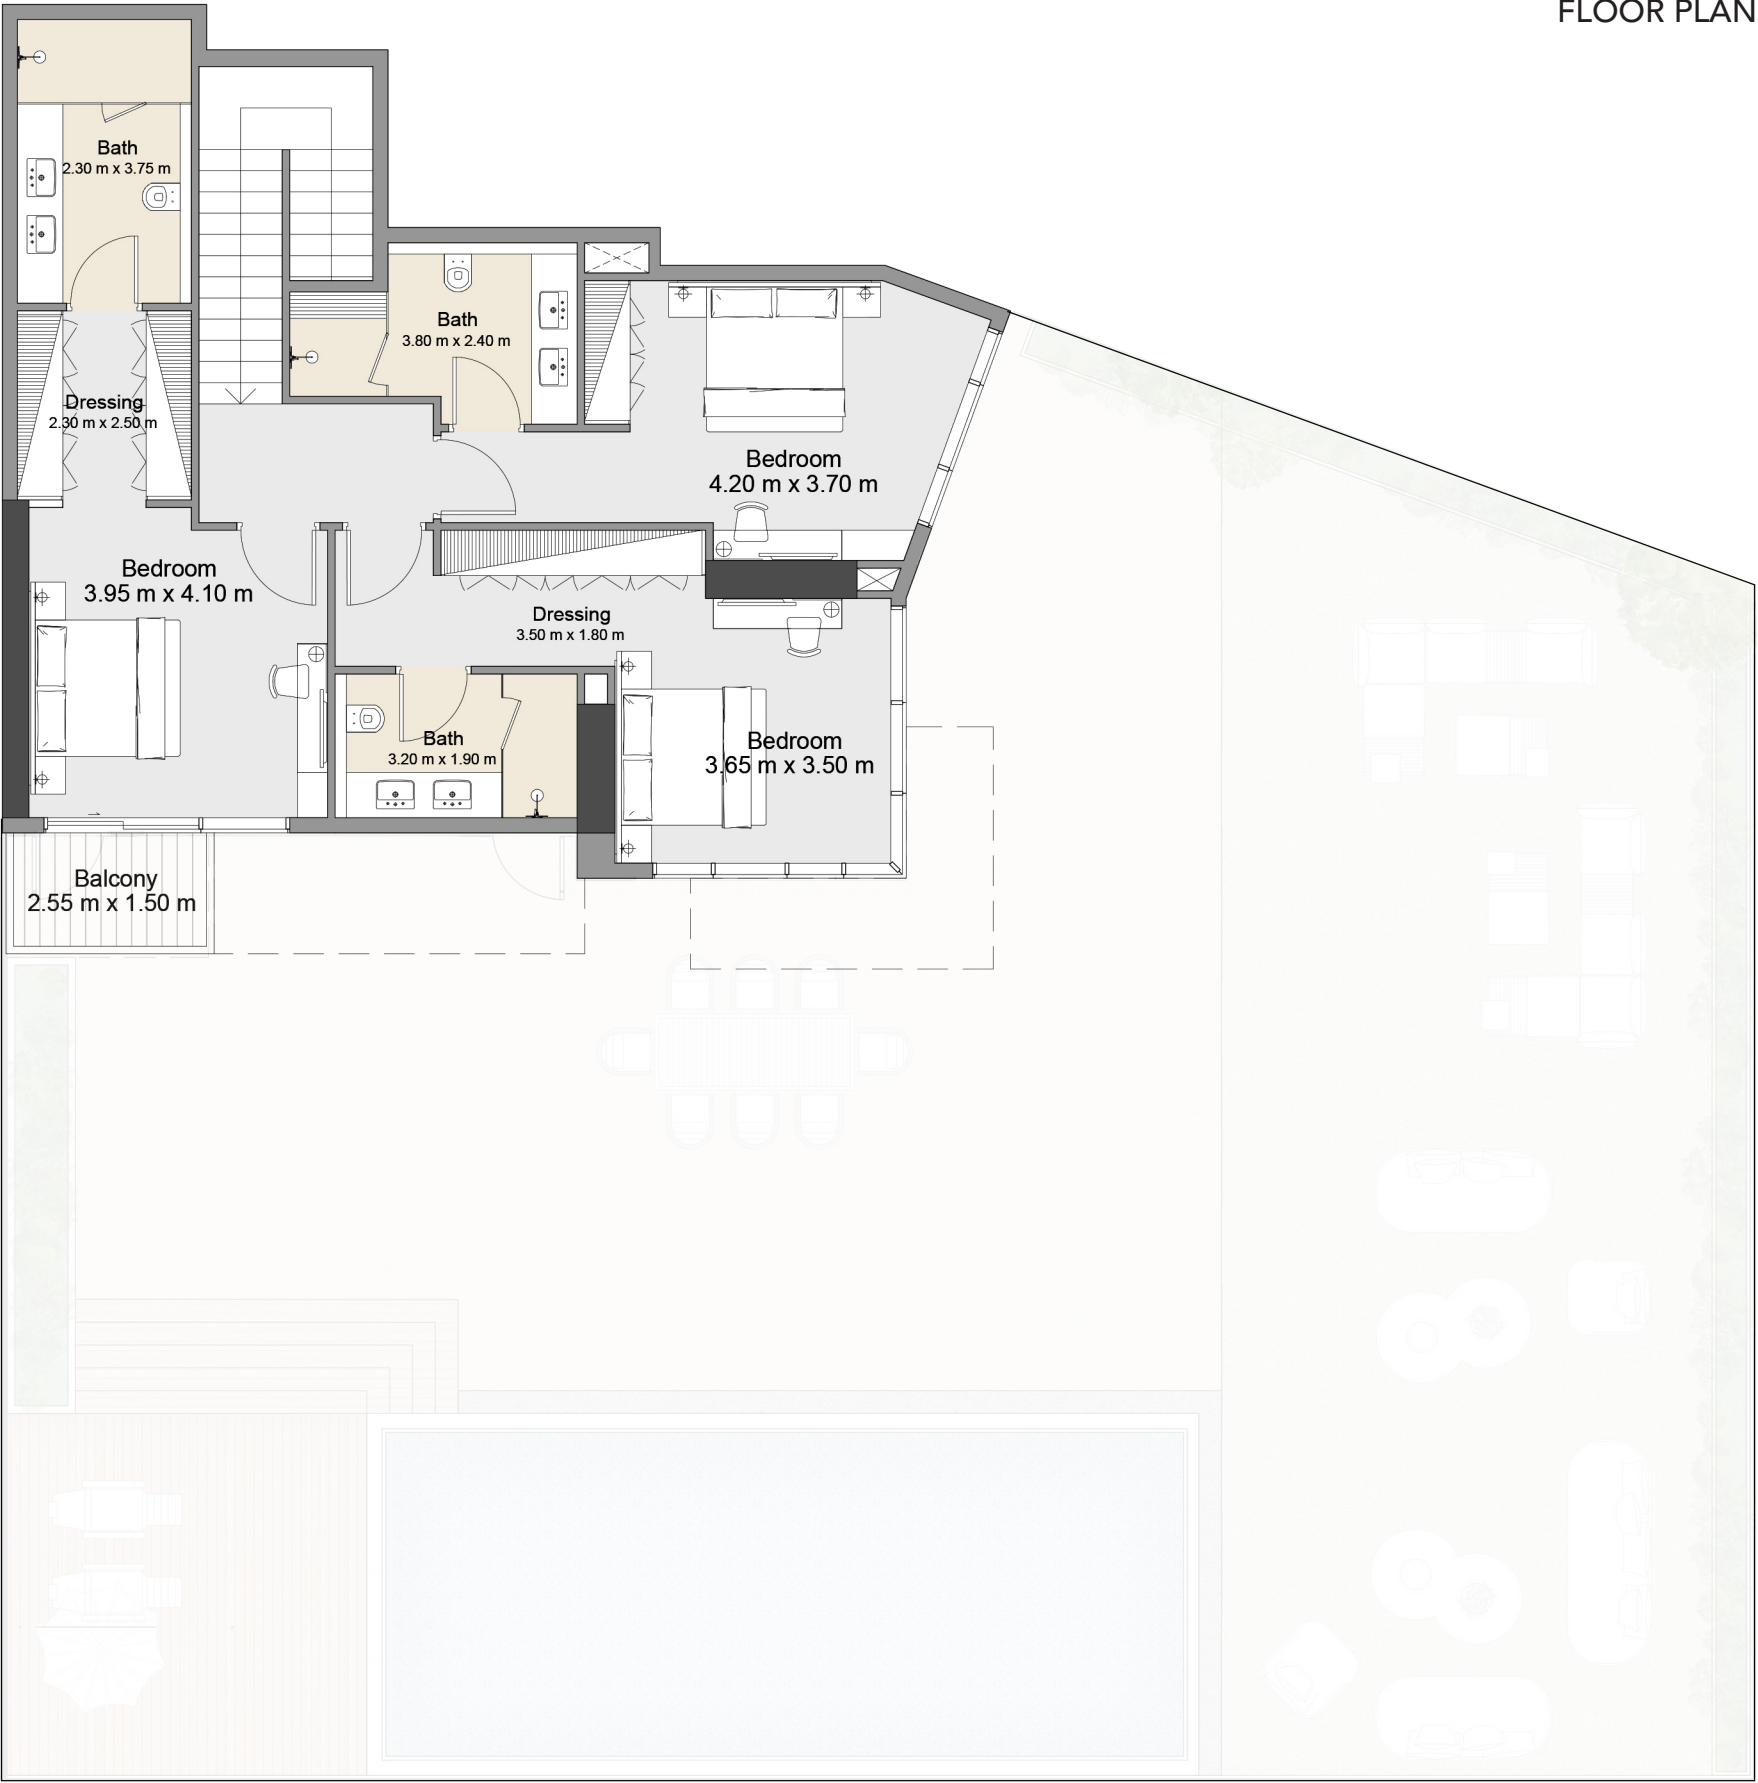 FLOOR PLAN
Bath
2.30 m x 3.75 m
Bath
3.80 m x 2.40 m
Dressing
2.30 m x 2.50 m
Bedroom
4.20 m x 3.70 m
Bedroom
3.95 m x 4.10 m
Dressing
3.50 m x 1.80 m
Bath
3.20 m x 1.90 m
Bedroom
3.65 m x 3.50 m
Balcony
2.55 m x 1.50 m